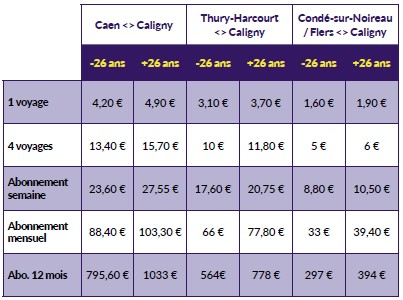 Caen <> Caligny
Thury-Harcourt
<> Caligny
Condé-sur-Noireau
/ Flers <> Caligny
-26 ans +26 ans -26 ans +26 ans -26 ans +26 ans
1 voyage 4,20 € 4,90 € 3,10 € 3,70 € 1,60 € 1,90 €
4 voyages 13,40 € 15,70 € 10 € 11,80 € 5 € 6 €
Abonnement
semaine 23,60 € 27,55 € 17,60 € 20,75 € 8,80 € 10,50 €
Abonnement
mensuel 88,40 € 103,30 € 66 € 77,80 € 33 € 39,40 €
Abo. 12 mois 795,60 € 1033 € 564€ 778 € 297 € 394 €